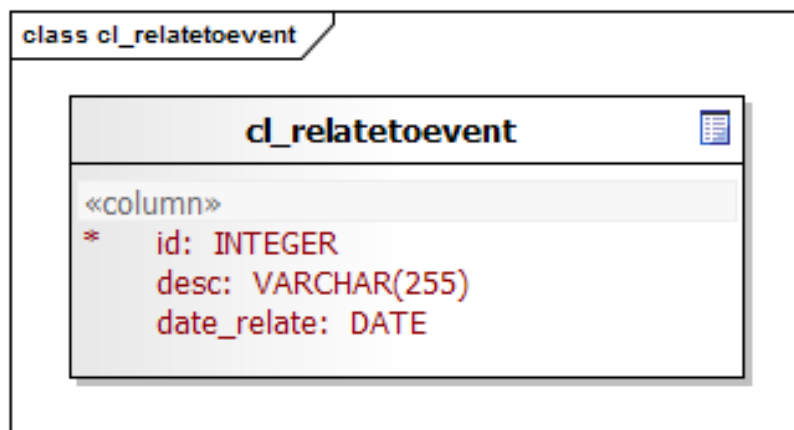 class cl_relatetoevent
cl_relatetoevent
«column»
* id: INTEGER
desc: VARCHAR(255)
date_relate: DATE